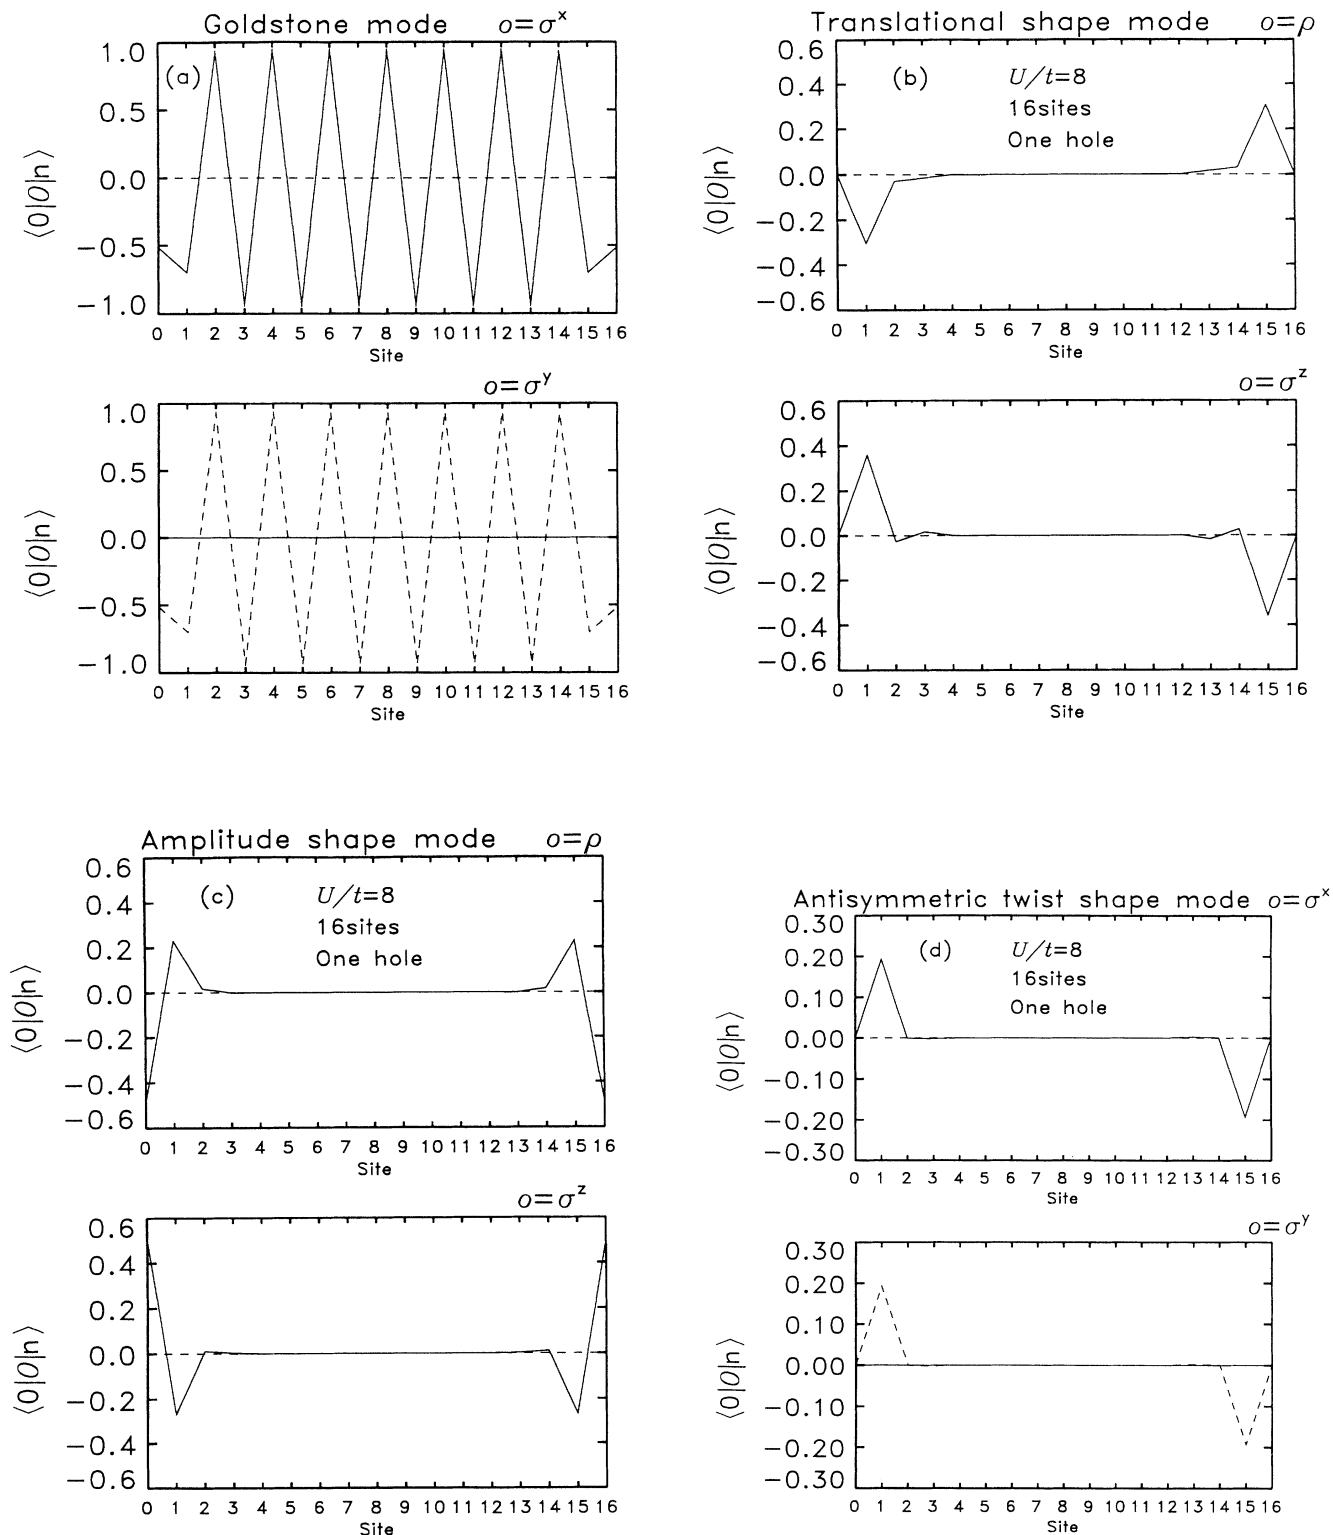 Goldstone mode o=σˣ
(a)
1.0
0.5
0.0
−0.5
−1.0
⟨0|O|n⟩
0 1 2 3 4 5 6 7 8 9 10 11 12 13 14 15 16
Site
o=σʸ
1.0
0.5
0.0
−0.5
−1.0
⟨0|O|n⟩
0 1 2 3 4 5 6 7 8 9 10 11 12 13 14 15 16
Site
Translational shape mode o=ρ
(b)
U/t=8
16sites
One hole
0.6
0.4
0.2
0.0
−0.2
−0.4
−0.6
⟨0|O|n⟩
0 1 2 3 4 5 6 7 8 9 10 11 12 13 14 15 16
Site
o=σᶻ
0.6
0.4
0.2
0.0
−0.2
−0.4
−0.6
⟨0|O|n⟩
0 1 2 3 4 5 6 7 8 9 10 11 12 13 14 15 16
Site
Amplitude shape mode o=ρ
(c)
U/t=8
16sites
One hole
0.6
0.4
0.2
0.0
−0.2
−0.4
−0.6
⟨0|O|n⟩
0 1 2 3 4 5 6 7 8 9 10 11 12 13 14 15 16
Site
o=σᶻ
0.6
0.4
0.2
0.0
−0.2
−0.4
−0.6
⟨0|O|n⟩
0 1 2 3 4 5 6 7 8 9 10 11 12 13 14 15 16
Site
Antisymmetric twist shape mode o=σˣ
(d)
U/t=8
16sites
One hole
0.30
0.20
0.10
0.00
−0.10
−0.20
−0.30
⟨0|O|n⟩
0 1 2 3 4 5 6 7 8 9 10 11 12 13 14 15 16
Site
o=σʸ
0.30
0.20
0.10
0.00
−0.10
−0.20
−0.30
⟨0|O|n⟩
0 1 2 3 4 5 6 7 8 9 10 11 12 13 14 15 16
Site